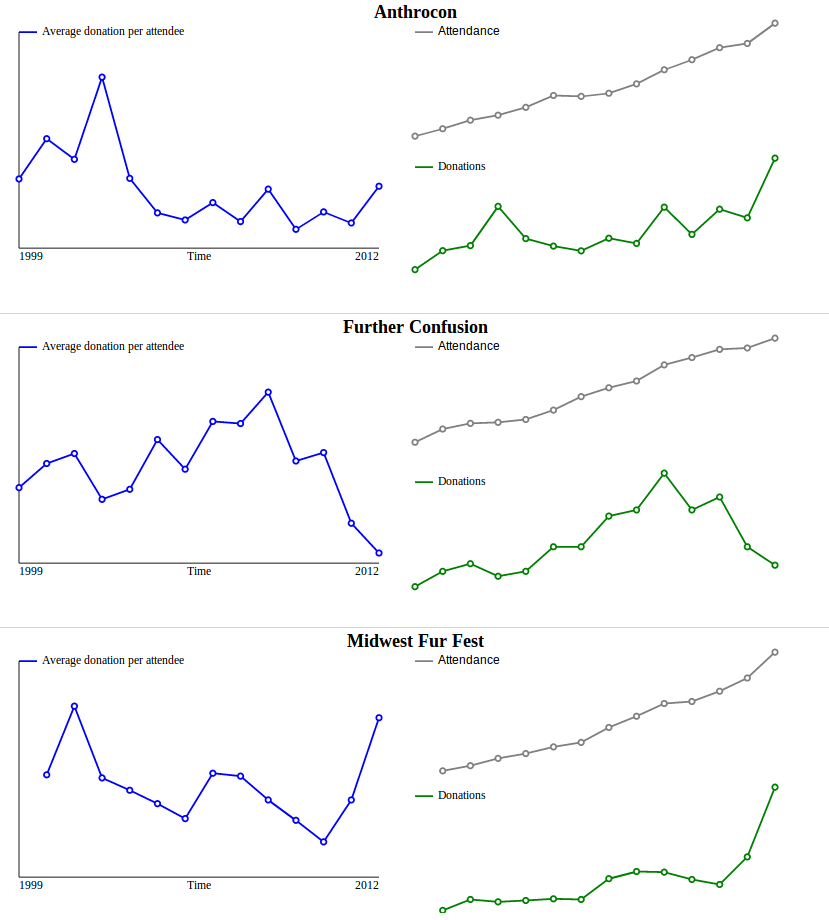 Anthrocon
Average donation per attendee
Attendance
Donations
1999 Time 2012
Further Confusion
Average donation per attendee
Attendance
Donations
1999 Time 2012
Midwest Fur Fest
Average donation per attendee
Attendance
Donations
1999 Time 2012